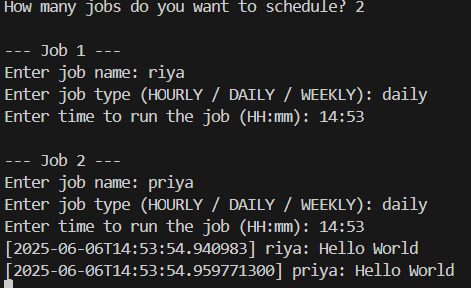 How many jobs do you want to schedule? 2
--- Job 1 ---
Enter job name: riya
Enter job type (HOURLY / DAILY / WEEKLY): daily
Enter time to run the job (HH:mm): 14:53
--- Job 2 ---
Enter job name: priya
Enter job type (HOURLY / DAILY / WEEKLY): daily
Enter time to run the job (HH:mm): 14:53
[2025-06-06T14:53:54.940983] riya: Hello World
[2025-06-06T14:53:54.959771300] priya: Hello World